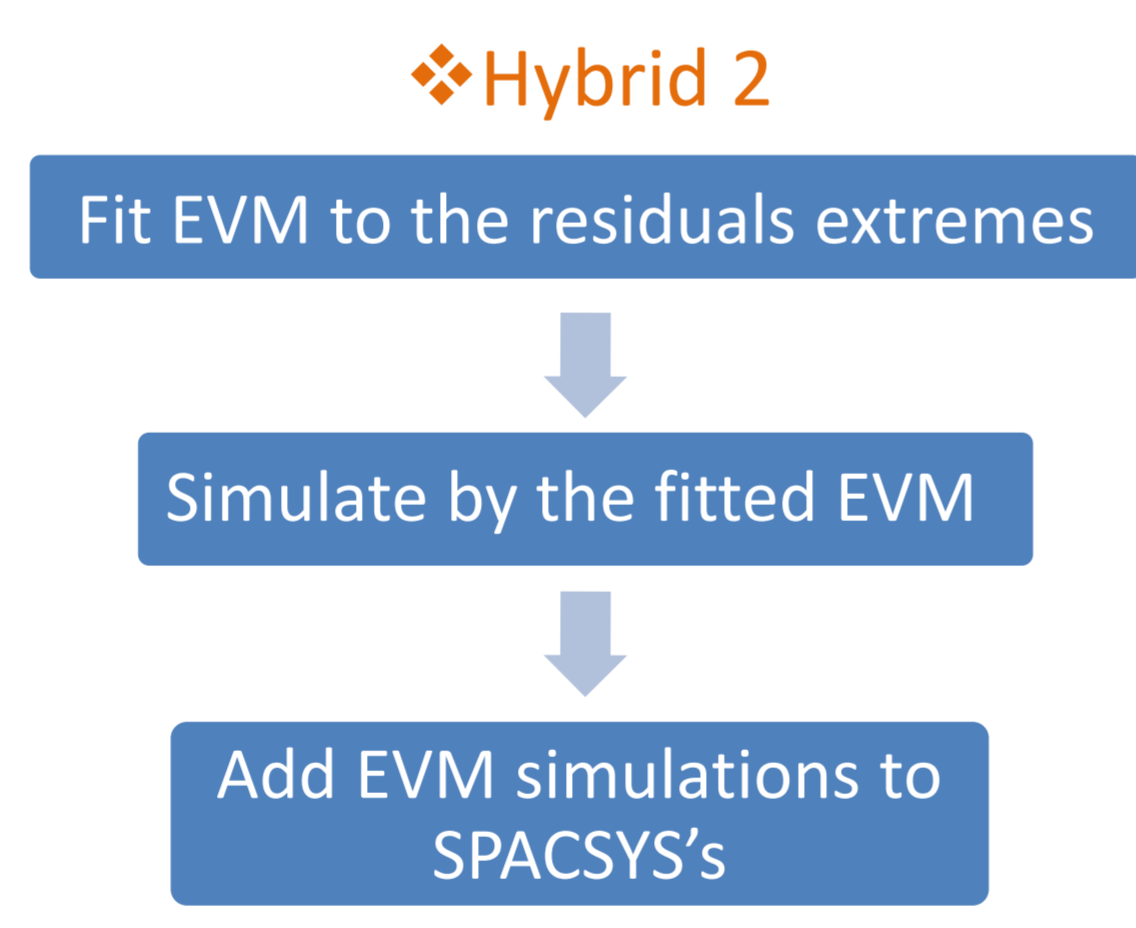 ❖Hybrid 2
Fit EVM to the residuals extremes
Simulate by the fitted EVM
Add EVM simulations to
SPACSYS’s